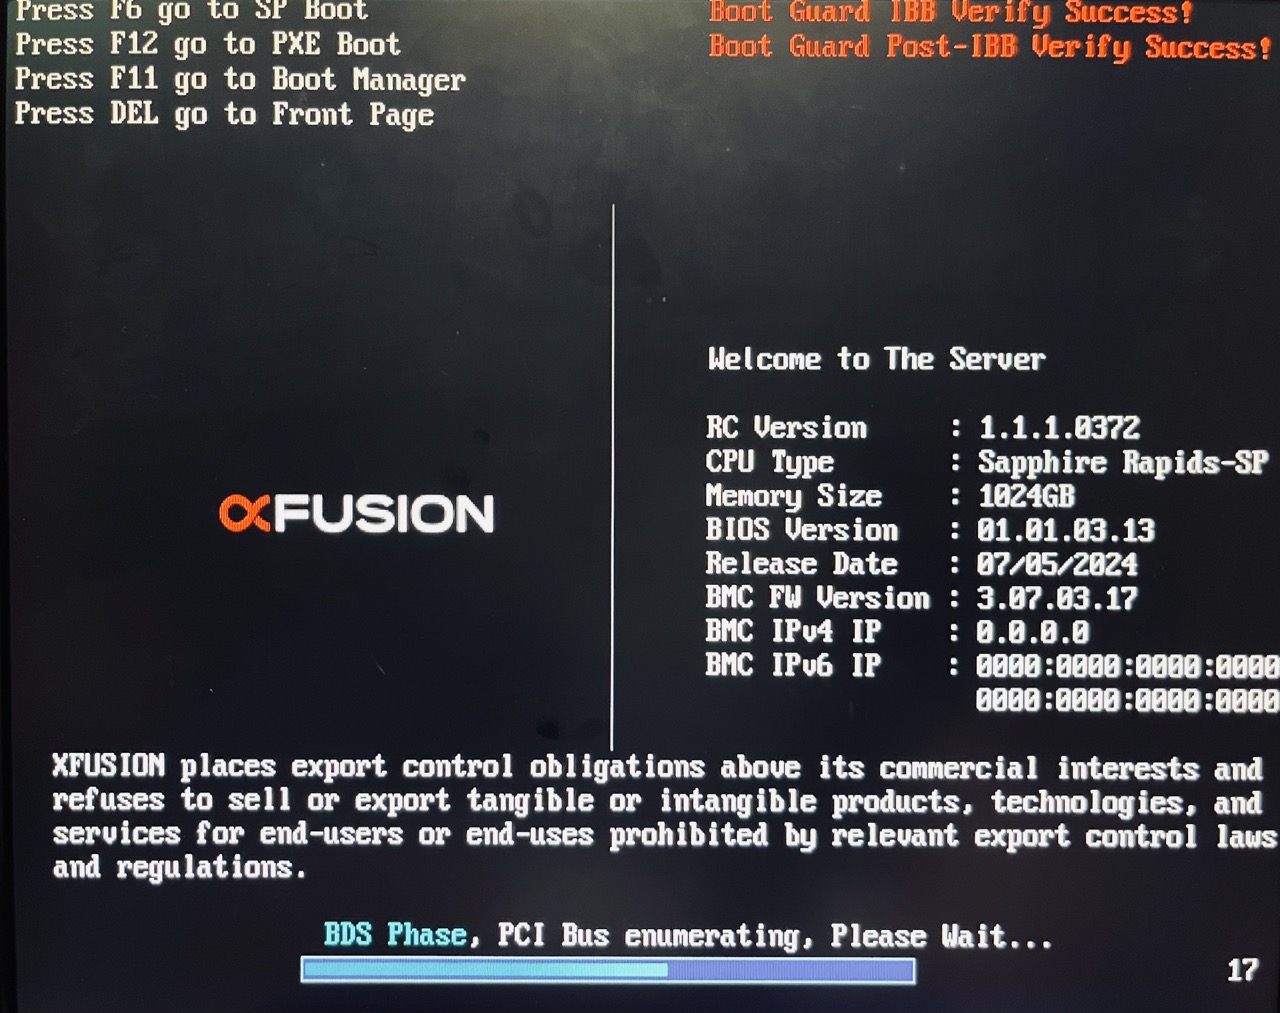 Press F6 go to SP Boot
Press F12 go to PXE Boot
Press F11 go to Boot Manager
Press DEL go to Front Page
Boot Guard IBB Verify Success!
Boot Guard Post-IBB Verify Success!
XFUSION
Welcome to The Server
RC Version : 1.1.1.0372
CPU Type : Sapphire Rapids-SP
Memory Size : 1024GB
BIOS Version : 01.01.03.13
Release Date : 07/05/2024
BMC FW Version : 3.07.03.17
BMC IPv4 IP : 0.0.0.0
BMC IPv6 IP : 0000:0000:0000:0000
0000:0000:0000:0000
XFUSION places export control obligations above its commercial interests and
refuses to sell or export tangible or intangible products, technologies, and
services for end-users or end-uses prohibited by relevant export control laws
and regulations.
BDS Phase, PCI Bus enumerating, Please Wait...
17